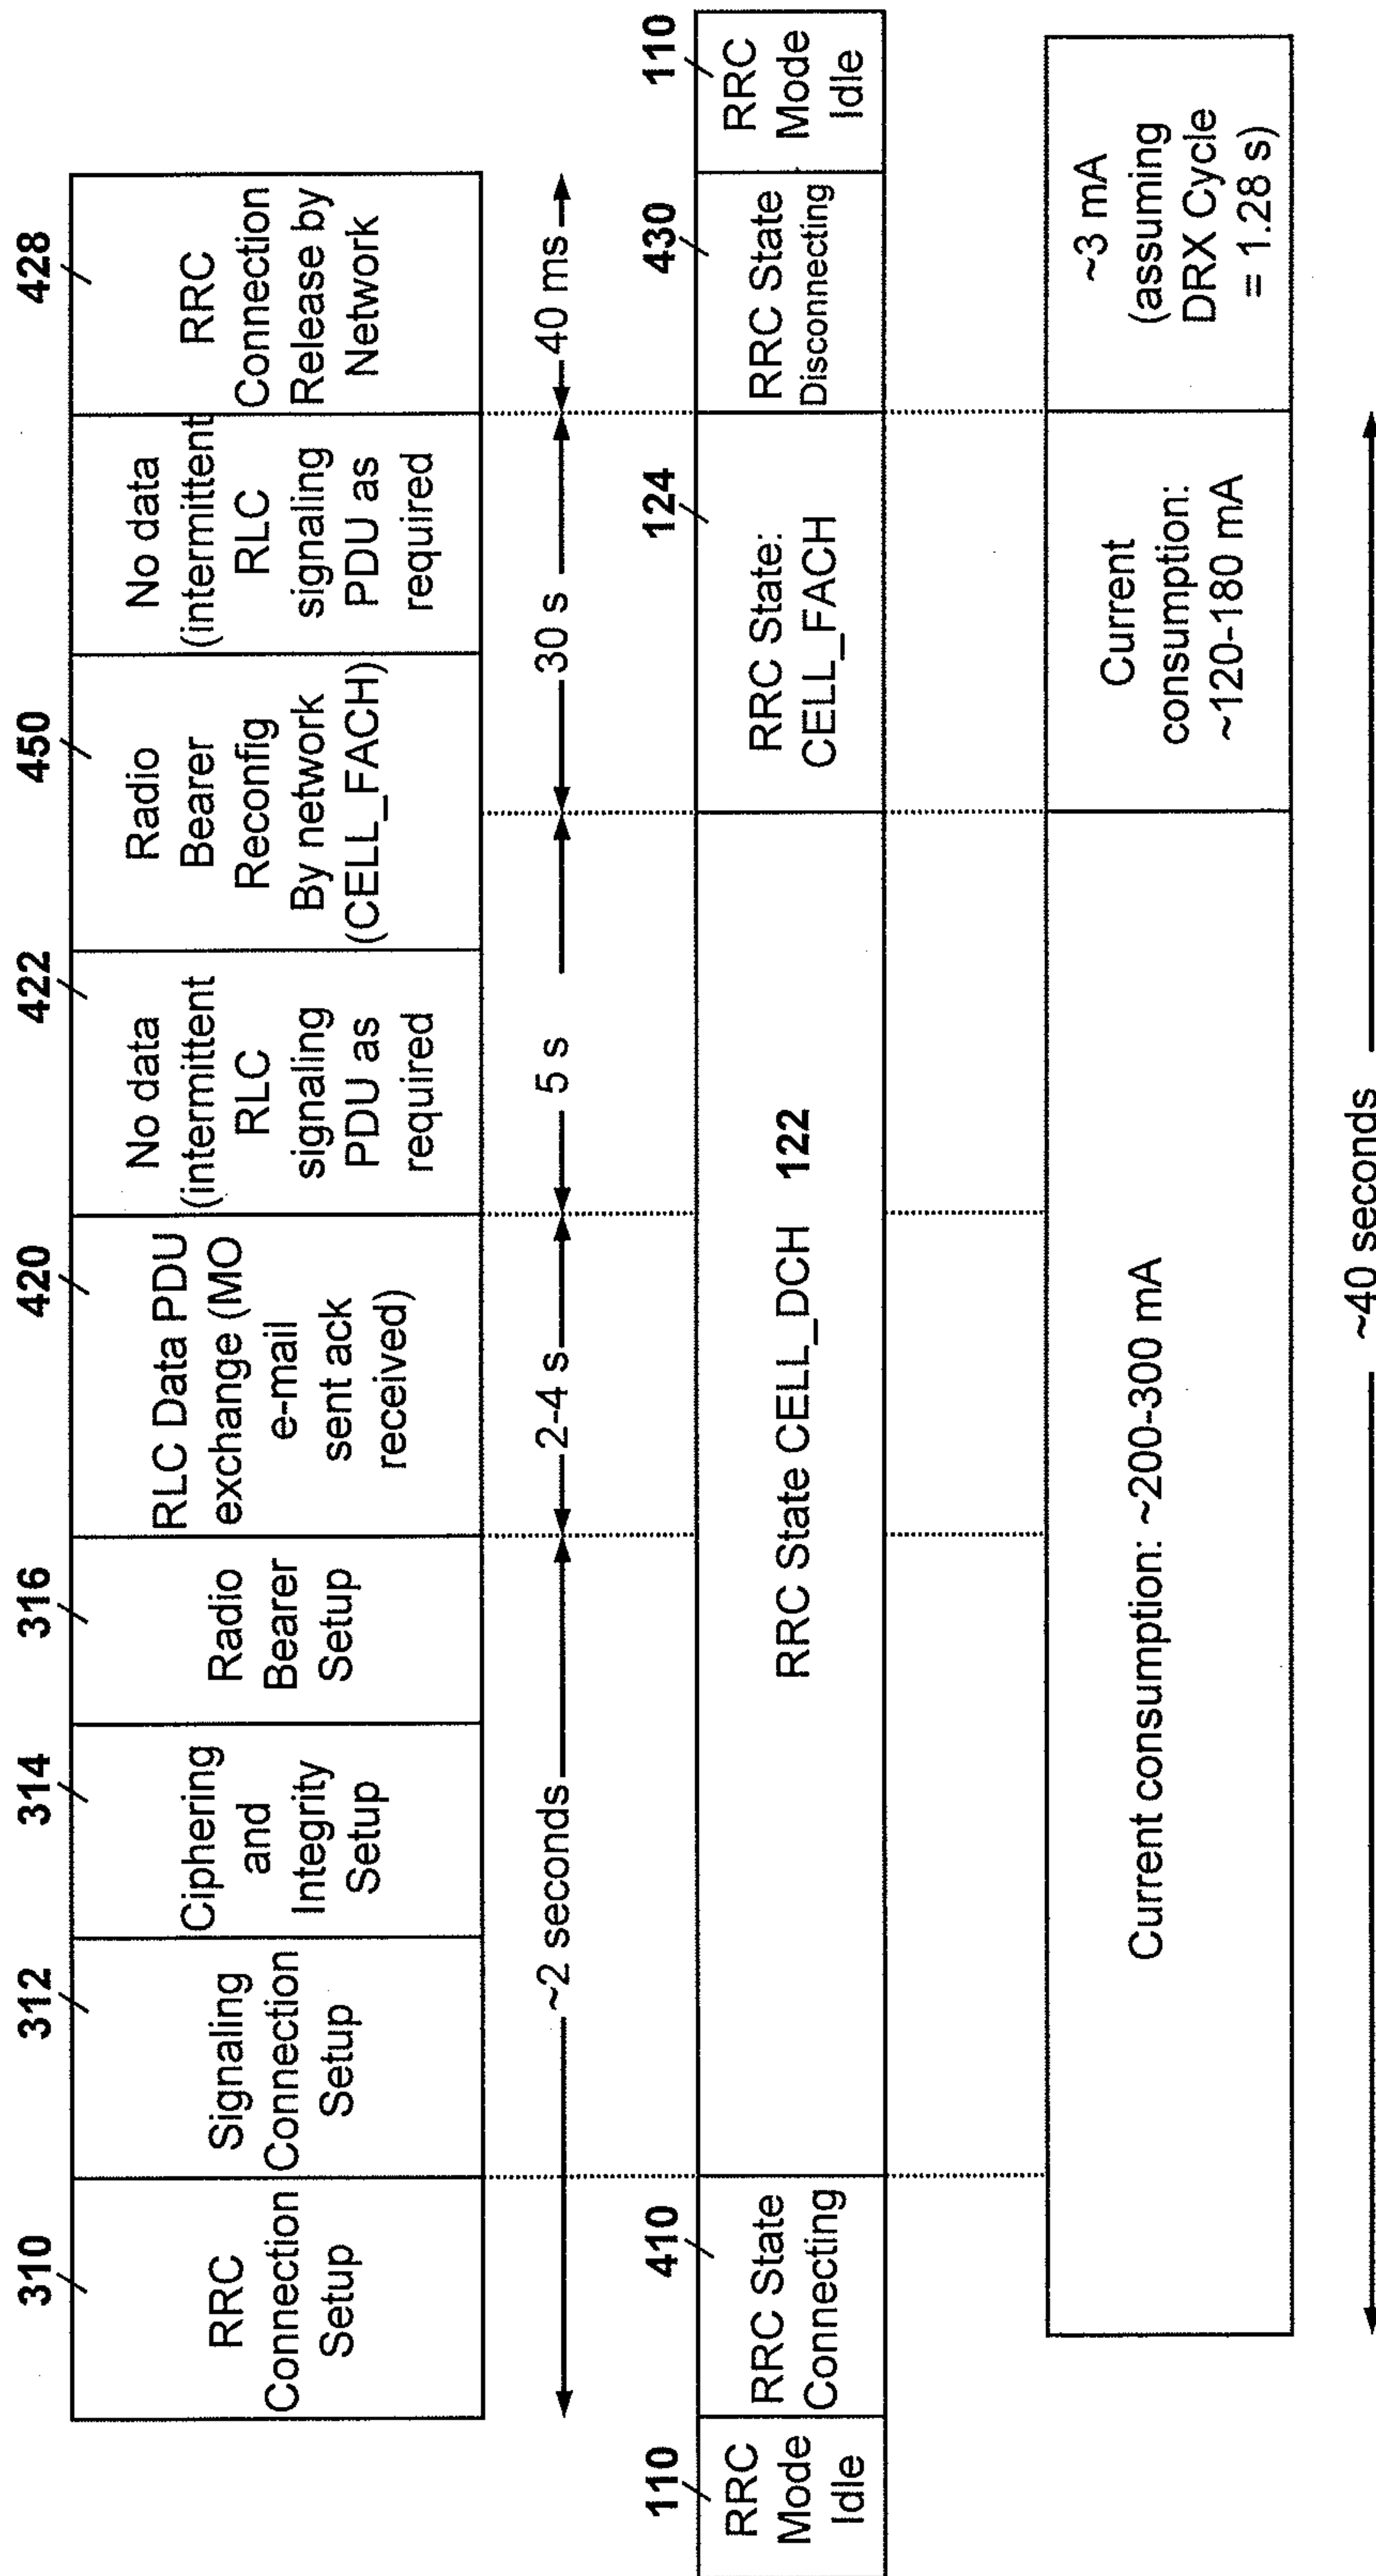 310
RRC
Connection
Setup
312
Signaling
Connection
Setup
314
Ciphering
and
Integrity
Setup
316
Radio
Bearer
Setup
420
RLC Data PDU
exchange (MO
e-mail
sent ack
received)
422
No data
(intermittent
RLC
signaling
PDU as
required
450
Radio
Bearer
Reconfig
By network
(CELL_FACH)
No data
(intermittent
RLC
signaling
PDU as
required
428
RRC
Connection
Release by
Network
~2 seconds
2-4 s
5 s
30 s
40 ms
110
RRC
Mode
Idle
410
RRC State
Connecting
RRC State CELL_DCH 122
124
RRC State:
CELL_FACH
430
RRC State
Disconnecting
110
RRC
Mode
Idle
Current consumption: ~200-300 mA
Current
consumption:
~120-180 mA
~3 mA
(assuming
DRX Cycle
= 1.28 s)
~40 seconds